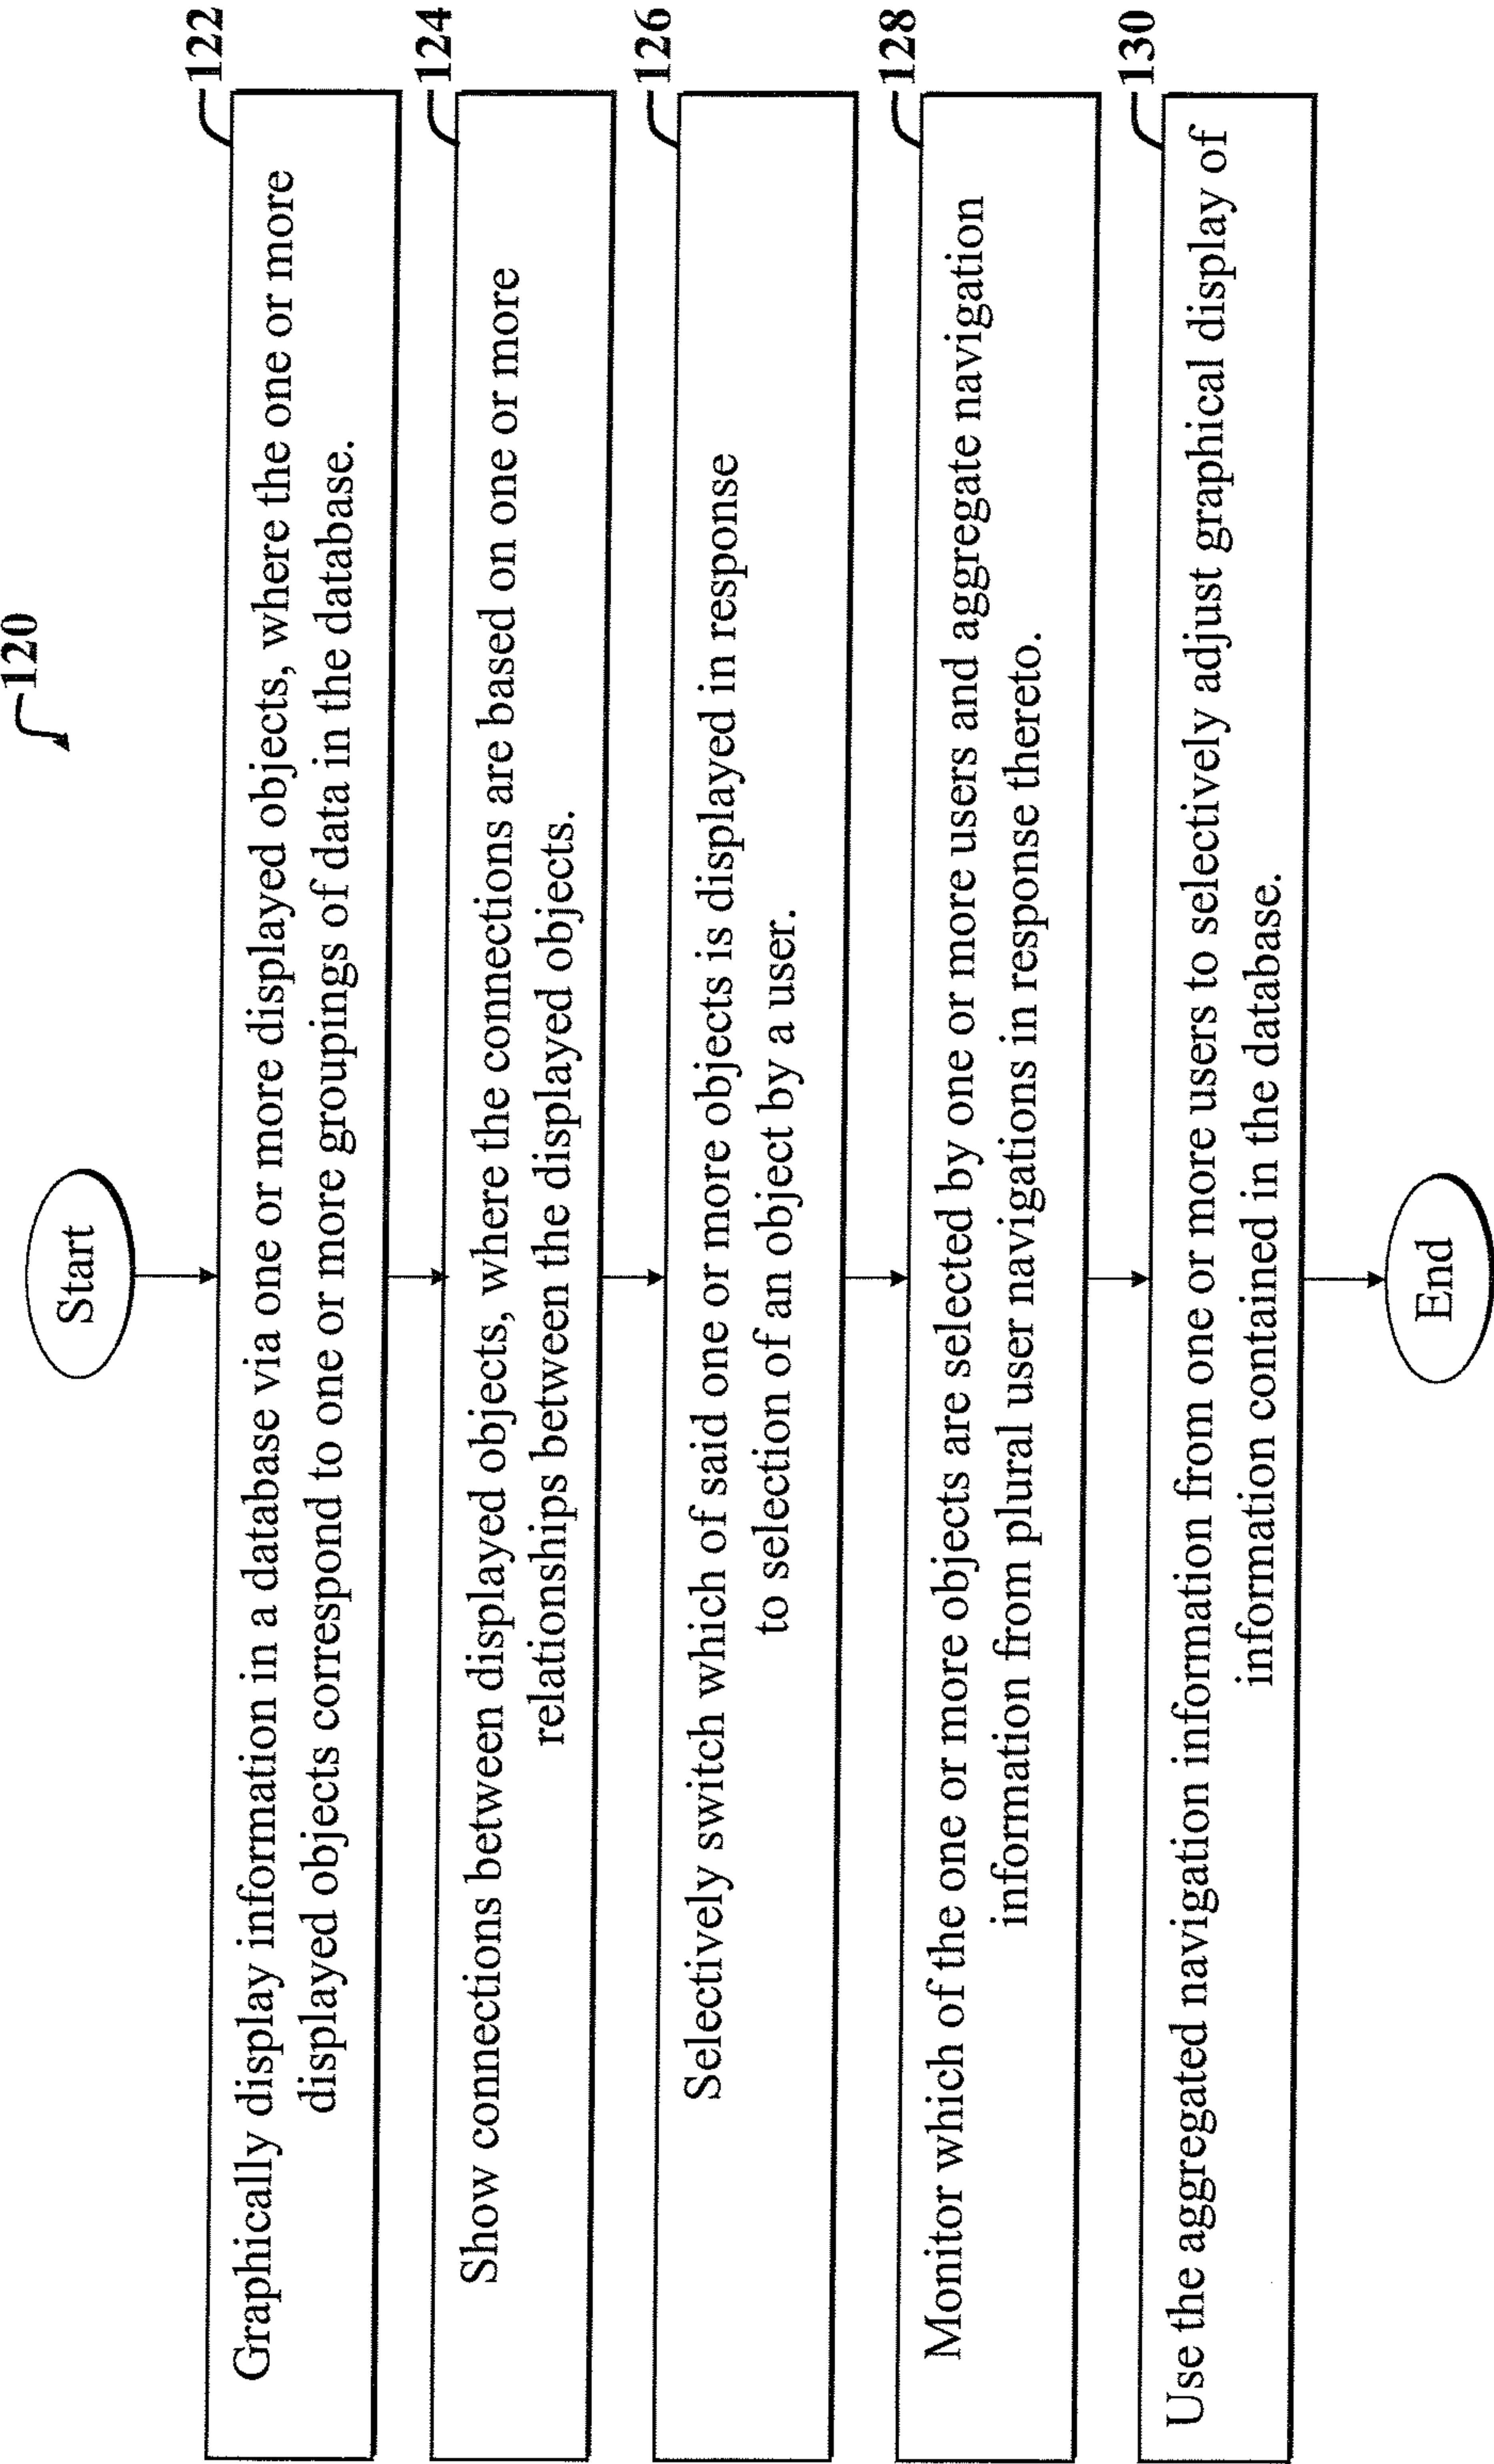 120
Start
122
Graphically display information in a database via one or more displayed objects, where the one or more
displayed objects correspond to one or more groupings of data in the database.
124
Show connections between displayed objects, where the connections are based on one or more
relationships between the displayed objects.
126
Selectively switch which of said one or more objects is displayed in response
to selection of an object by a user.
128
Monitor which of the one or more objects are selected by one or more users and aggregate navigation
information from plural user navigations in response thereto.
130
Use the aggregated navigation information from one or more users to selectively adjust graphical display of
information contained in the database.
End